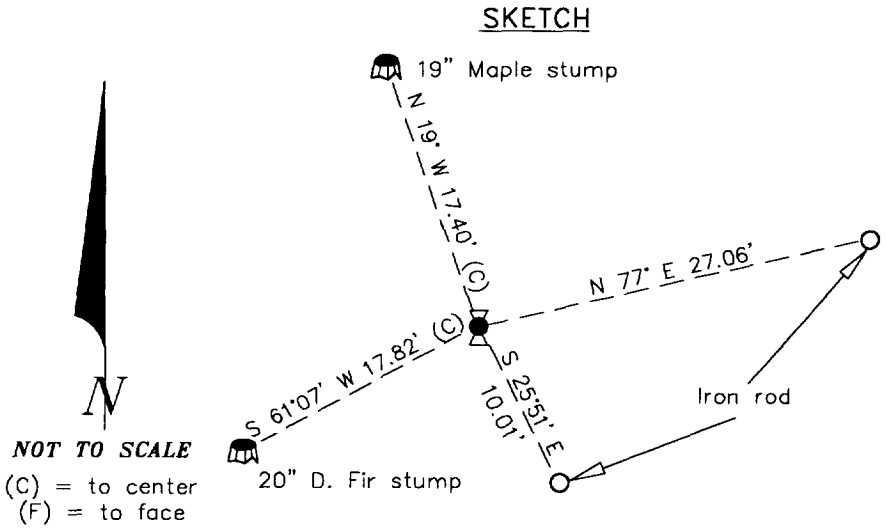 SKETCH
19" Maple stump
N 19° W 17.40' (C)
N 77° E 27.06'
S 61°07' W 17.82' (C)
S 25°51' E
10.01'
Iron rod
N
NOT TO SCALE
(C) = to center
(F) = to face
20" D. Fir stump